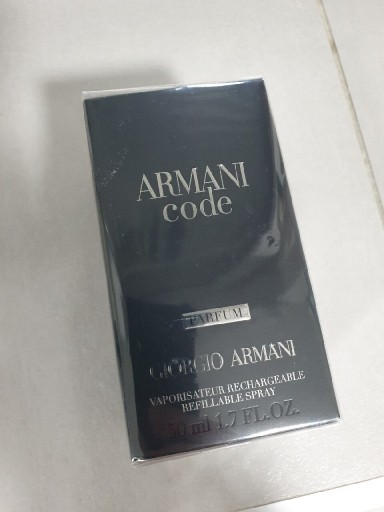 ARMANI
code
PARFUM
GIORGIO ARMANI
VAPORISATEUR RECHARGEABLE
REFILLABLE SPRAY
50 ml 1.7 FL.OZ.